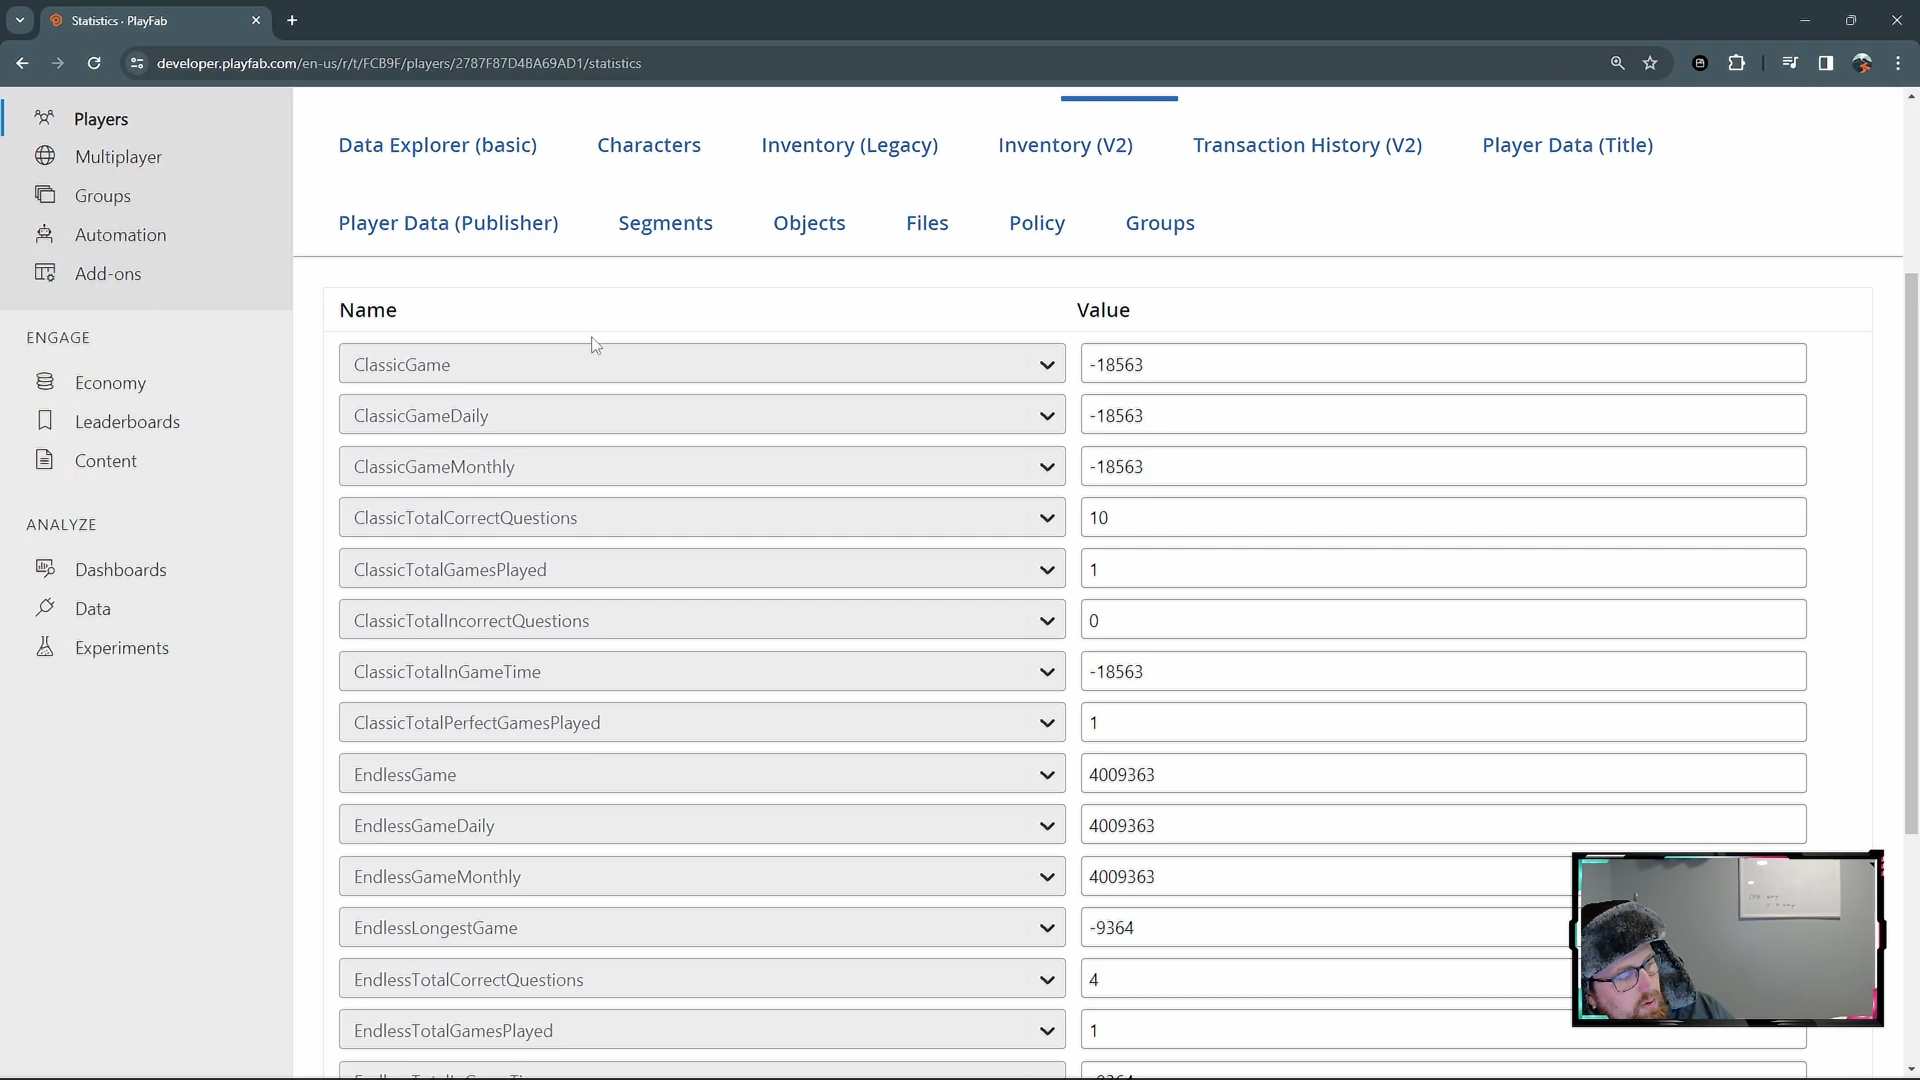 Statistics - PlayFab
developer.playfab.com/en-us/r/t/FCB9F/players/2787F87D4BA69AD1/statistics
Players
Multiplayer
Groups
Automation
Add-ons
ENGAGE
Economy
Leaderboards
Content
ANALYZE
Dashboards
Data
Experiments
Data Explorer (basic) Characters Inventory (Legacy) Inventory (V2) Transaction History (V2) Player Data (Title)
Player Data (Publisher) Segments Objects Files Policy Groups
Name Value
ClassicGame -18563
ClassicGameDaily -18563
ClassicGameMonthly -18563
ClassicTotalCorrectQuestions 10
ClassicTotalGamesPlayed 1
ClassicTotalIncorrectQuestions 0
ClassicTotalInGameTime -18563
ClassicTotalPerfectGamesPlayed 1
EndlessGame 4009363
EndlessGameDaily 4009363
EndlessGameMonthly 4009363
EndlessLongestGame -9364
EndlessTotalCorrectQuestions 4
EndlessTotalGamesPlayed 1